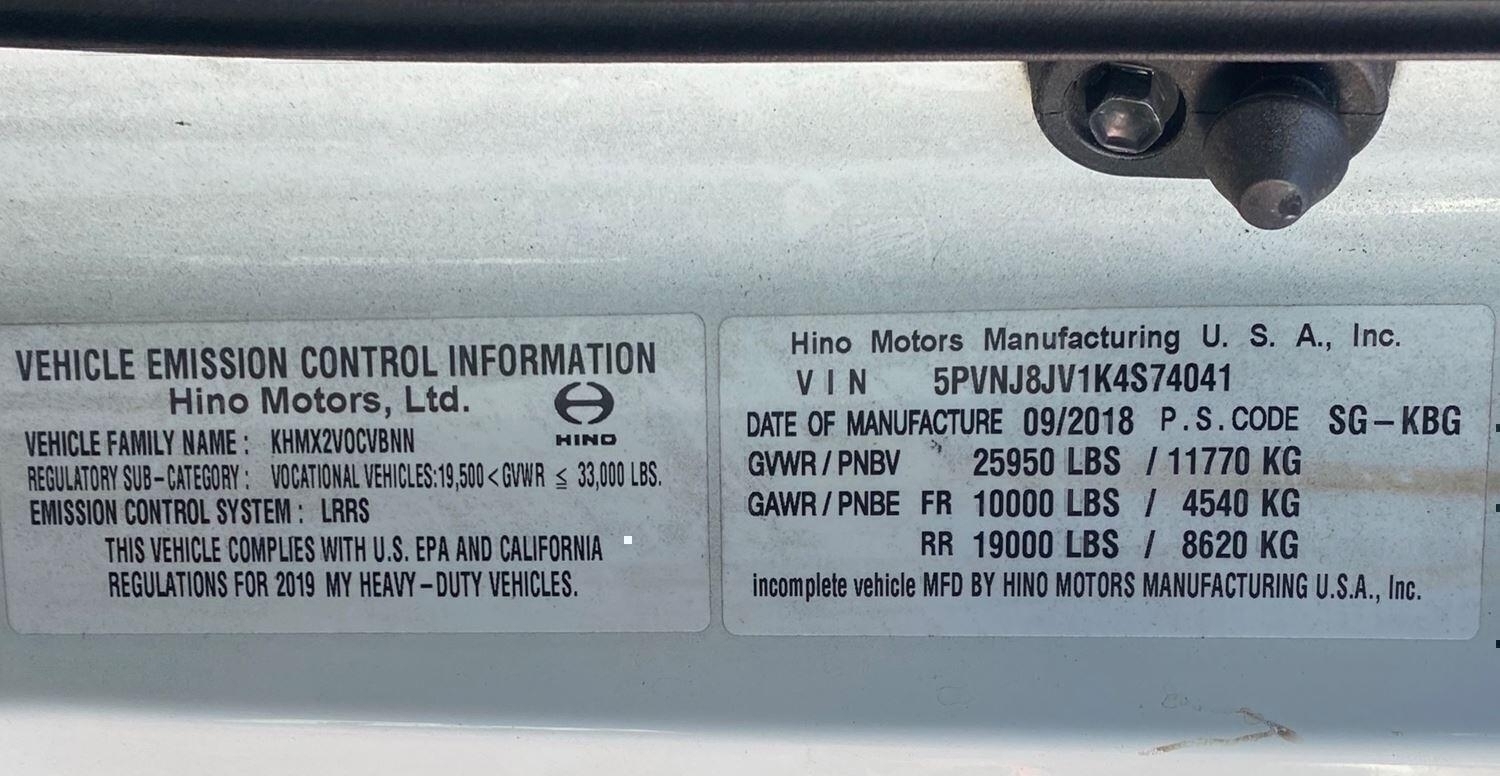 VEHICLE EMISSION CONTROL INFORMATION
Hino Motors, Ltd.
HINO
VEHICLE FAMILY NAME : KHMX2VOCVBNN
REGULATORY SUB-CATEGORY : VOCATIONAL VEHICLES:19,500<GVWR ≤ 33,000 LBS.
EMISSION CONTROL SYSTEM : LRRS
THIS VEHICLE COMPLIES WITH U.S. EPA AND CALIFORNIA
REGULATIONS FOR 2019 MY HEAVY-DUTY VEHICLES.
Hino Motors Manufacturing U. S. A., Inc.
V I N 5PVNJ8JV1K4S74041
DATE OF MANUFACTURE 09/2018 P.S.CODE SG-KBG
GVWR / PNBV 25950 LBS / 11770 KG
GAWR / PNBE FR 10000 LBS / 4540 KG
RR 19000 LBS / 8620 KG
incomplete vehicle MFD BY HINO MOTORS MANUFACTURING U.S.A., Inc.